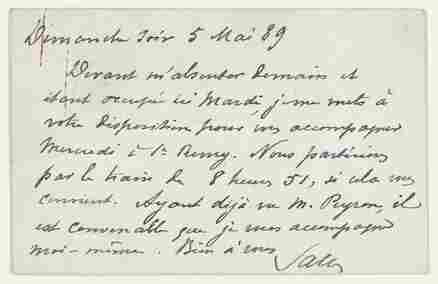 Dimanche soir 5 Mai 89
Devant m'absenter demain et
étant occupé ici Mardi, je me mets à
votre disposition pour vous accompagner
Mercredi à St Remy. Nous partirions
par le train de 8 heures 51, si cela vous
convient. Ayant déjà vu M. Peyron, il
est convenable que je vous accompagne
moi-même. Bien à vous
Salles